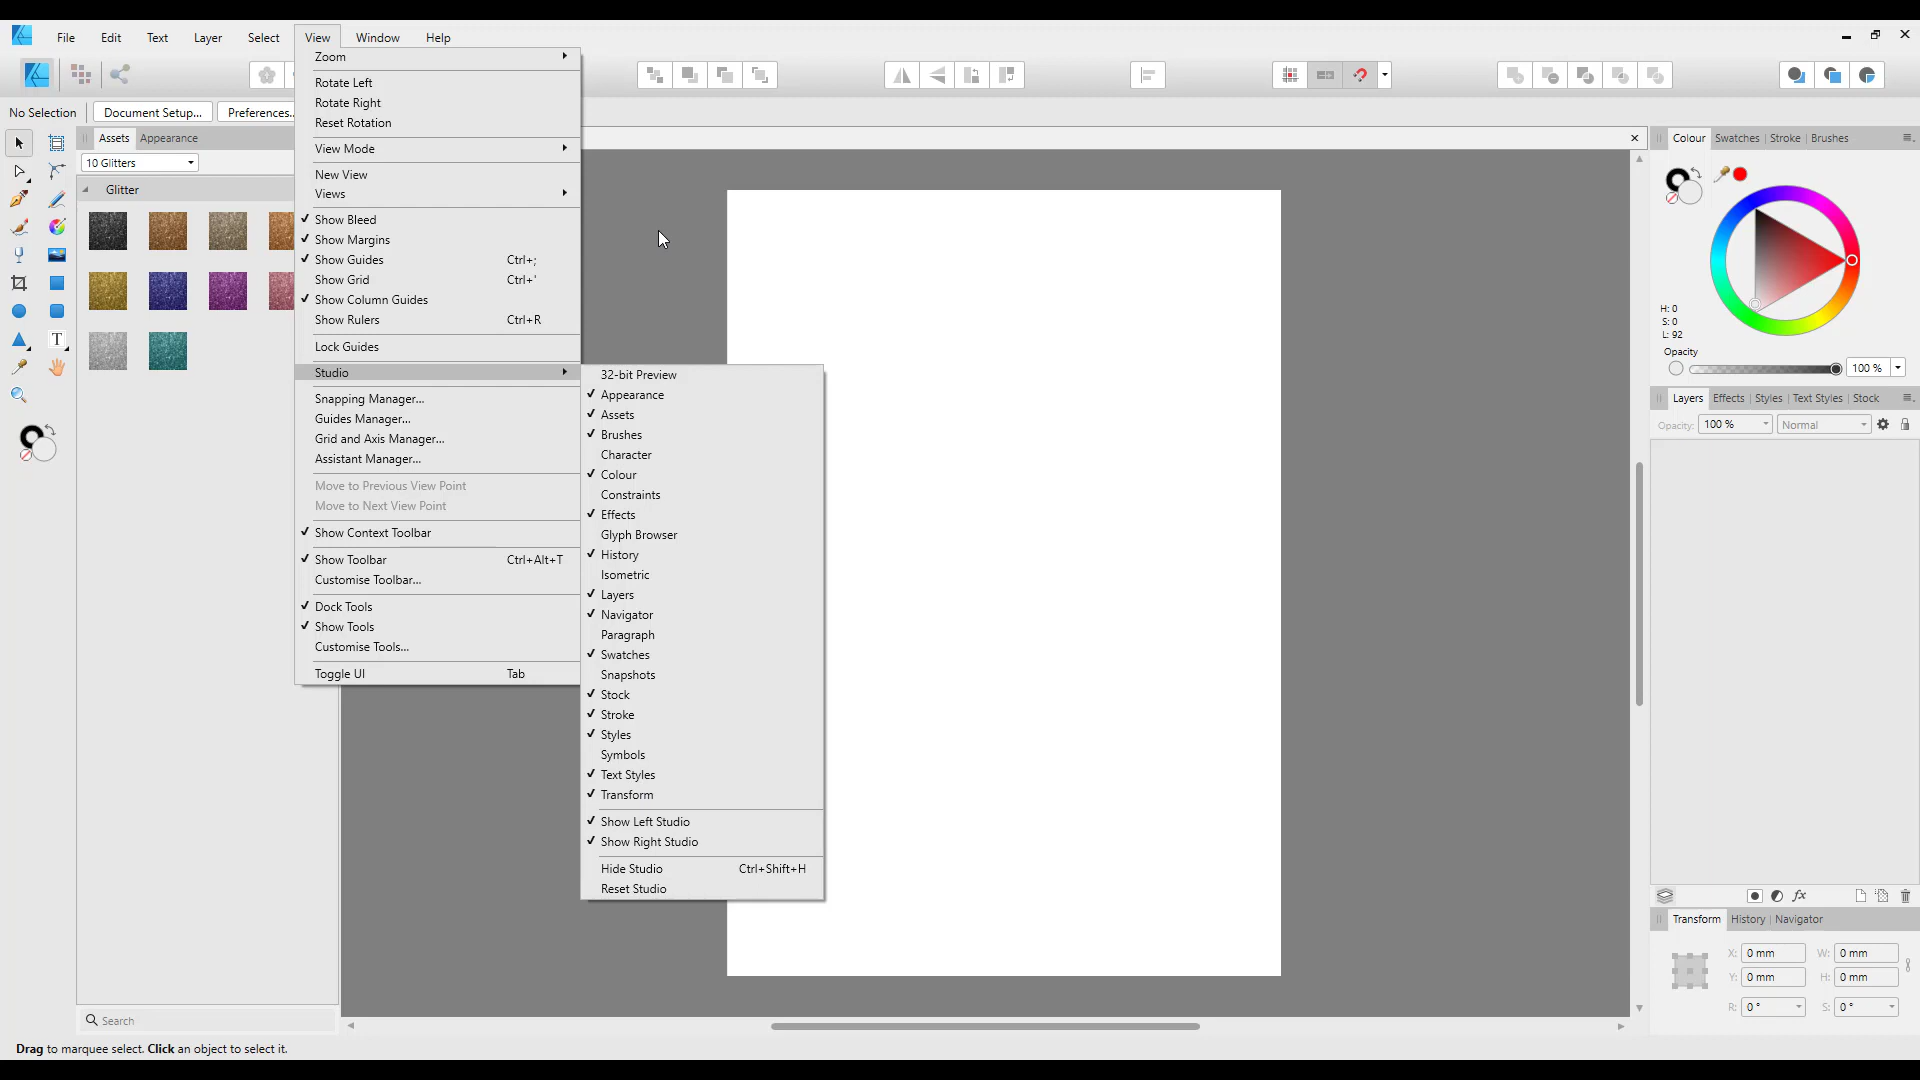 File Edit Text Layer Select View Window Help
No Selection Document Setup... Preferences..
Assets Appearance
10 Glitters
Glitter
Zoom
Rotate Left
Rotate Right
Reset Rotation
View Mode
New View
Views
Show Bleed
Show Margins
Show Guides Ctrl+;
Show Grid Ctrl+'
Show Column Guides
Show Rulers Ctrl+R
Lock Guides
Studio
Snapping Manager...
Guides Manager...
Grid and Axis Manager...
Assistant Manager...
Move to Previous View Point
Move to Next View Point
Show Context Toolbar
Show Toolbar Ctrl+Alt+T
Customise Toolbar...
Dock Tools
Show Tools
Customise Tools...
Toggle UI Tab
32-bit Preview
Appearance
Assets
Brushes
Character
Colour
Constraints
Effects
Glyph Browser
History
Isometric
Layers
Navigator
Paragraph
Swatches
Snapshots
Stock
Stroke
Styles
Symbols
Text Styles
Transform
Show Left Studio
Show Right Studio
Hide Studio Ctrl+Shift+H
Reset Studio
Colour Swatches Stroke Brushes
H: 0
S: 0
L: 92
Opacity
100 %
Layers Effects Styles Text Styles Stock
Opacity: 100 % Normal
fx
Transform History Navigator
X: 0 mm W: 0 mm
Y: 0 mm H: 0 mm
R: 0 ° S: 0 °
T
Search
Drag to marquee select. Click an object to select it.